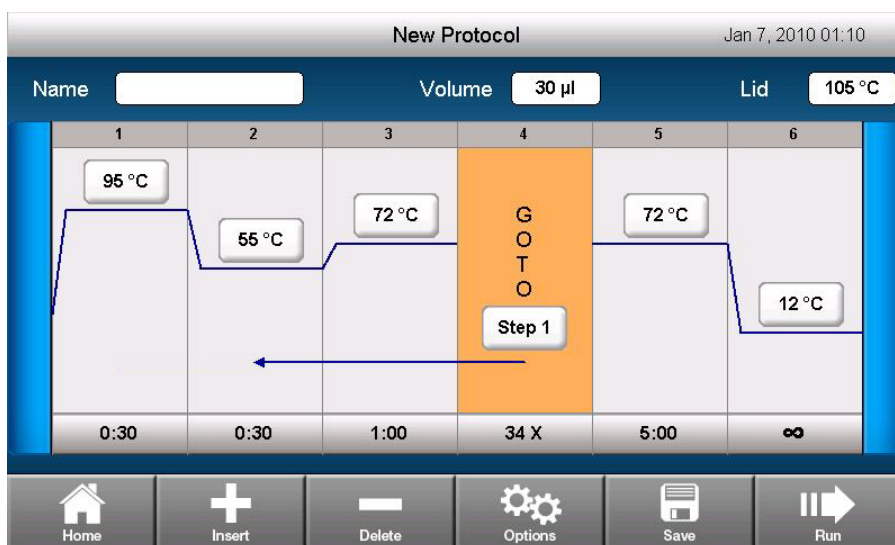 New Protocol Jan 7, 2010 01:10
Name Volume 30 µl Lid 105 °C
1 2 3 4 5 6
95 °C
72 °C 72 °C
55 °C
G
O
T
O
12 °C
Step 1
0:30 0:30 1:00 34 X 5:00 ∞
Home Insert Delete Options Save Run